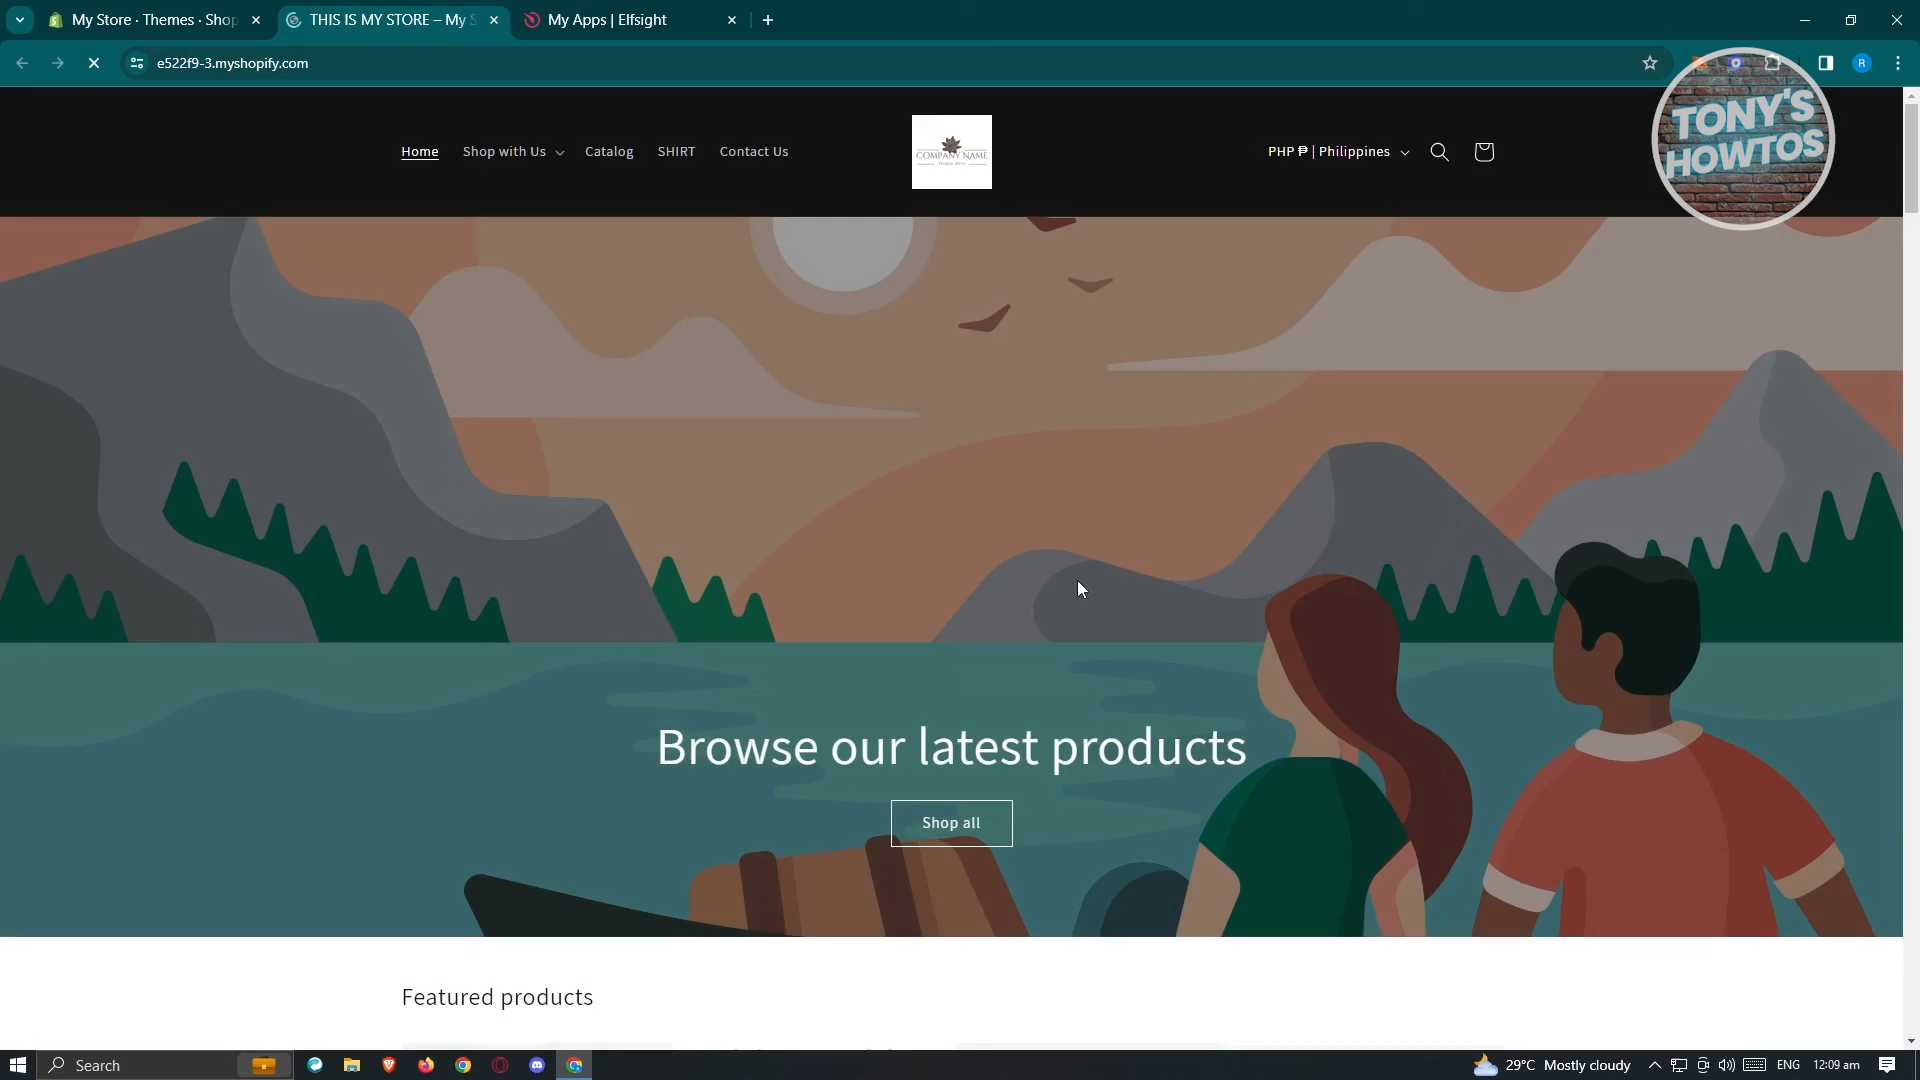 My Store · Themes · Shop
THIS IS MY STORE – My S
My Apps | Elfsight
e522f9-3.myshopify.com
TONY'S
HOWTOS
Home
Shop with Us
Catalog
SHIRT
Contact Us
COMPANY NAME
PHP ₱ | Philippines
R
Browse our latest products
Shop all
Featured products
Search
29°C Mostly cloudy
ENG
12:09 am